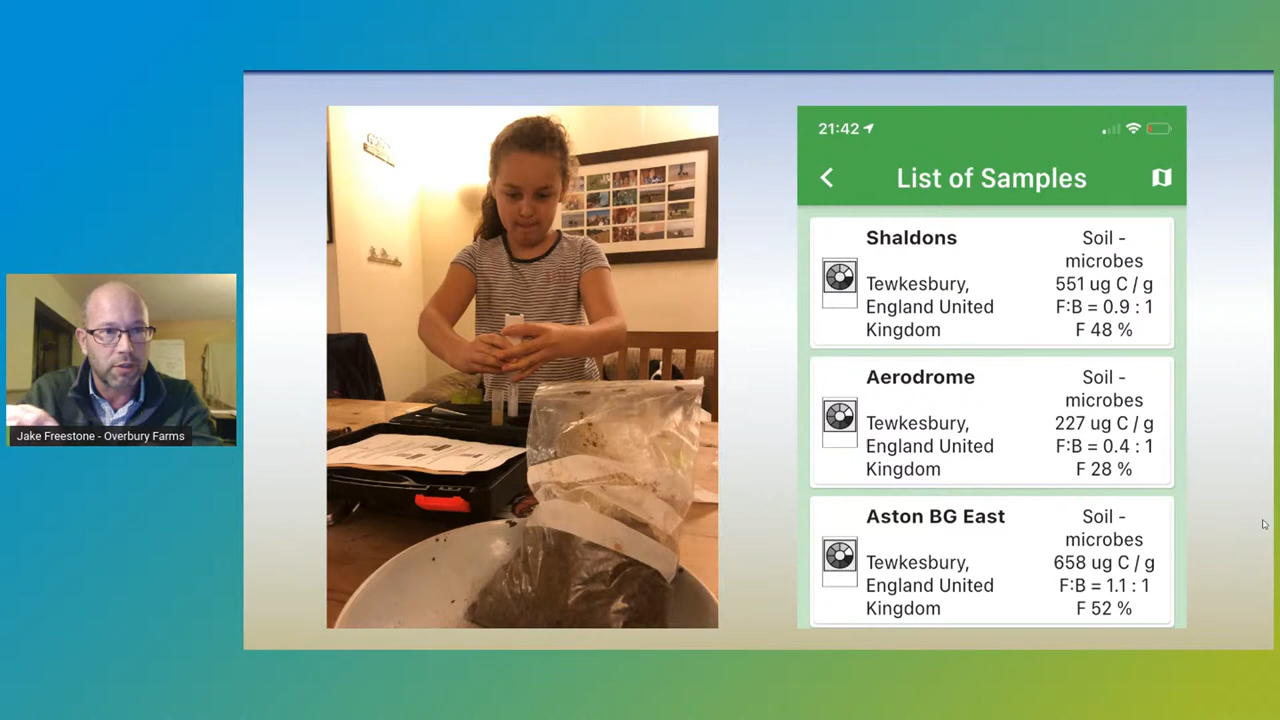 Jake Freestone - Overbury Farms
21:42
List of Samples
Shaldons
Tewkesbury,
England United
Kingdom
Soil -
microbes
551 ug C / g
F:B = 0.9 : 1
F 48 %
Aerodrome
Tewkesbury,
England United
Kingdom
Soil -
microbes
227 ug C / g
F:B = 0.4 : 1
F 28 %
Aston BG East
Tewkesbury,
England United
Kingdom
Soil -
microbes
658 ug C / g
F:B = 1.1 : 1
F 52 %